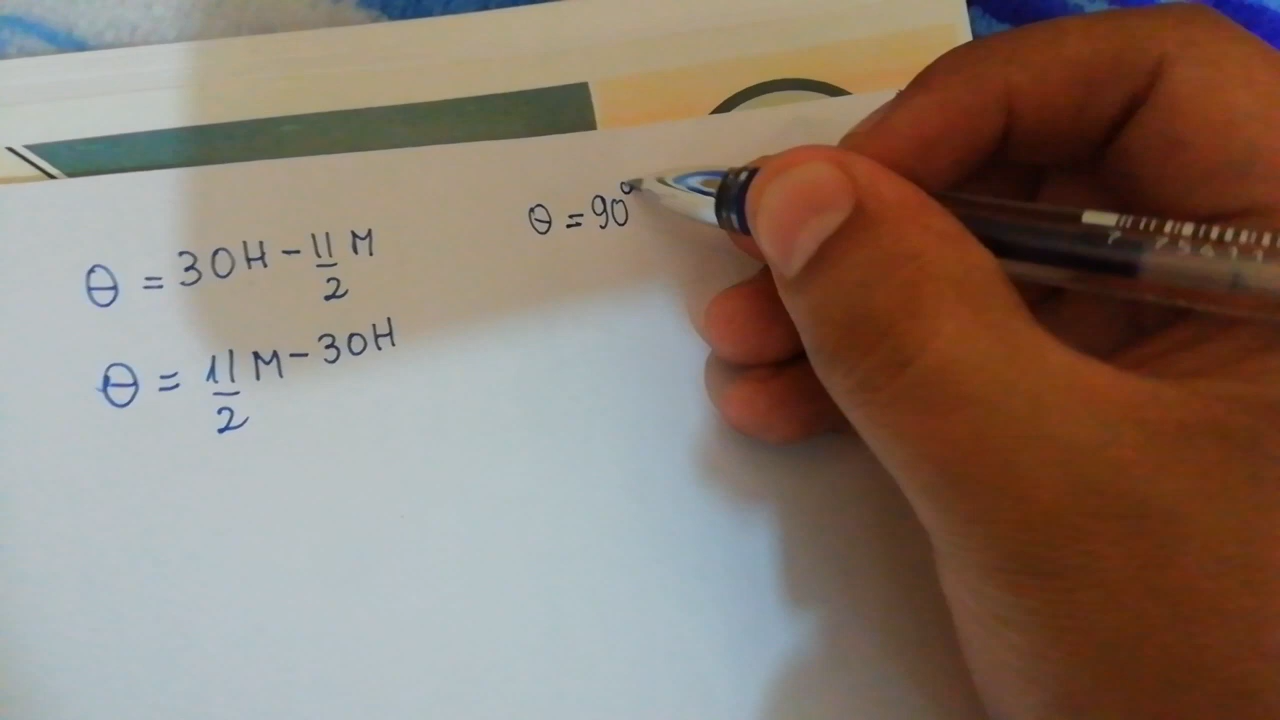 θ = 30H - 11/2 M
θ = 11/2 M - 30H
θ = 90°